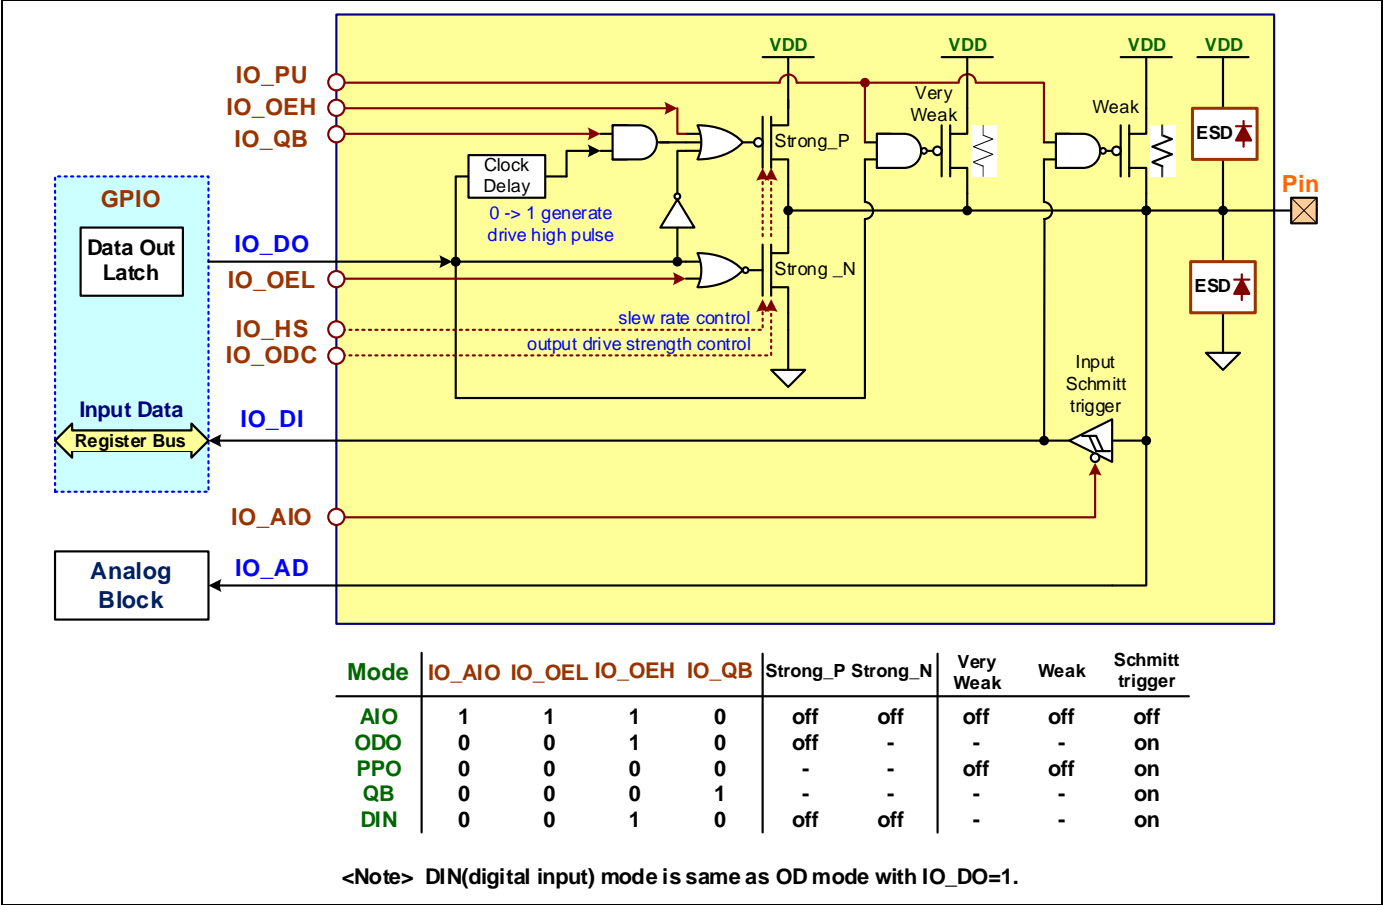 VDD
VDD
VDD
VDD
IO_PU
IO_OEH
IO_QB
Very
Weak
Weak
ESD
Strong_P
Clock
Delay
Pin
GPIO
0 -> 1 generate
drive high pulse
Data Out
Latch
IO_DO
IO_OEL
Strong _N
ESD
IO_HS
slew rate control
IO_ODC
output drive strength control
Input
Schmitt
trigger
Input Data
IO_DI
Register Bus
IO_AIO
IO_AD
Analog
Block
Mode IO_AIO IO_OEL IO_OEH IO_QB Strong_P Strong_N Very Weak Weak Schmitt trigger
AIO 1 1 1 0 off off off off off
ODO 0 0 1 0 off - - - on
PPO 0 0 0 0 - - off off on
QB 0 0 0 1 - - - - on
DIN 0 0 1 0 off off - - on
<Note> DIN(digital input) mode is same as OD mode with IO_DO=1.